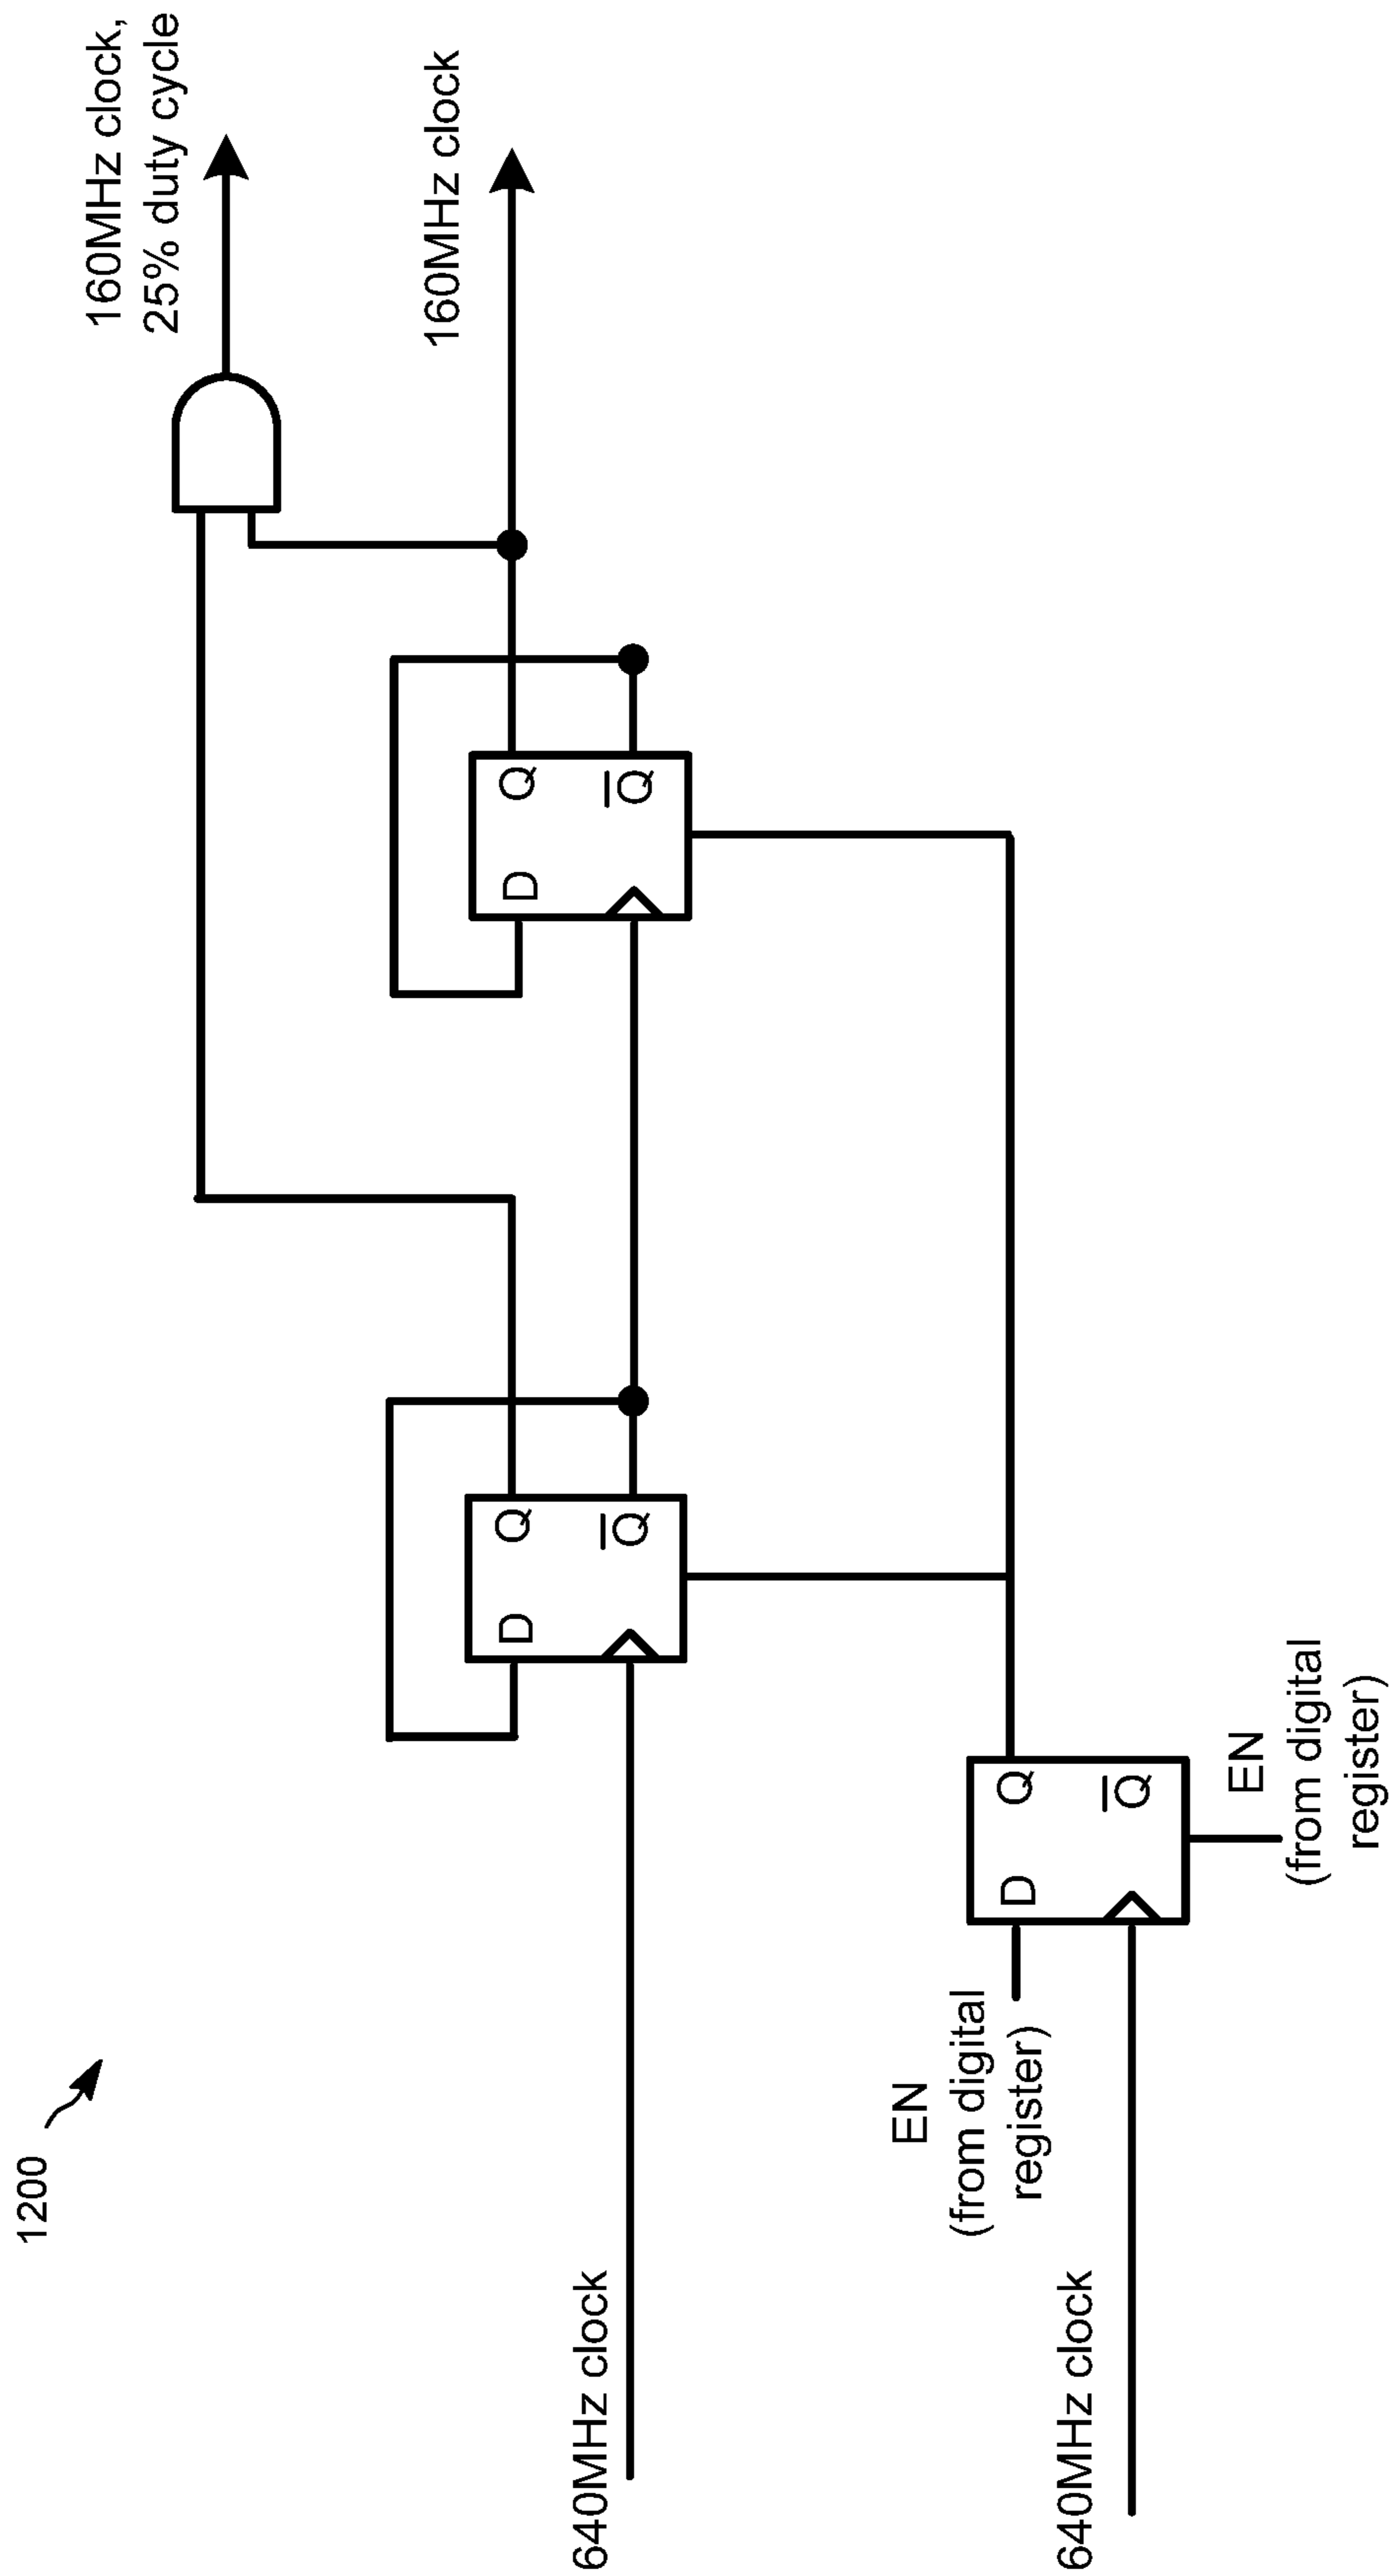 1200
160MHz clock,
25% duty cycle
160MHz clock
D
Q
Q
D
Q
Q
640MHz clock
EN
(from digital
register)
D
Q
Q
640MHz clock
EN
(from digital
register)